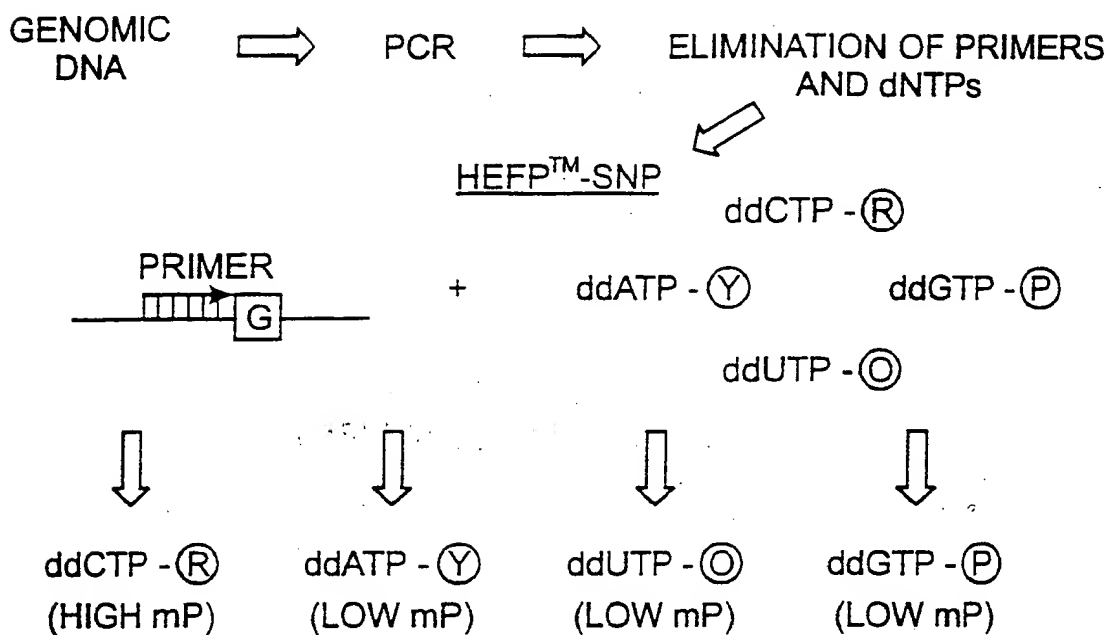 GENOMIC
DNA
PCR
ELIMINATION OF PRIMERS
AND dNTPs
HEFP™-SNP
ddCTP - Ⓡ
PRIMER
+
ddATP - Ⓨ
ddGTP - Ⓟ
G
ddUTP - Ⓞ
ddCTP - Ⓡ
ddATP - Ⓨ
ddUTP - Ⓞ
ddGTP - Ⓟ
(HIGH mP)
(LOW mP)
(LOW mP)
(LOW mP)